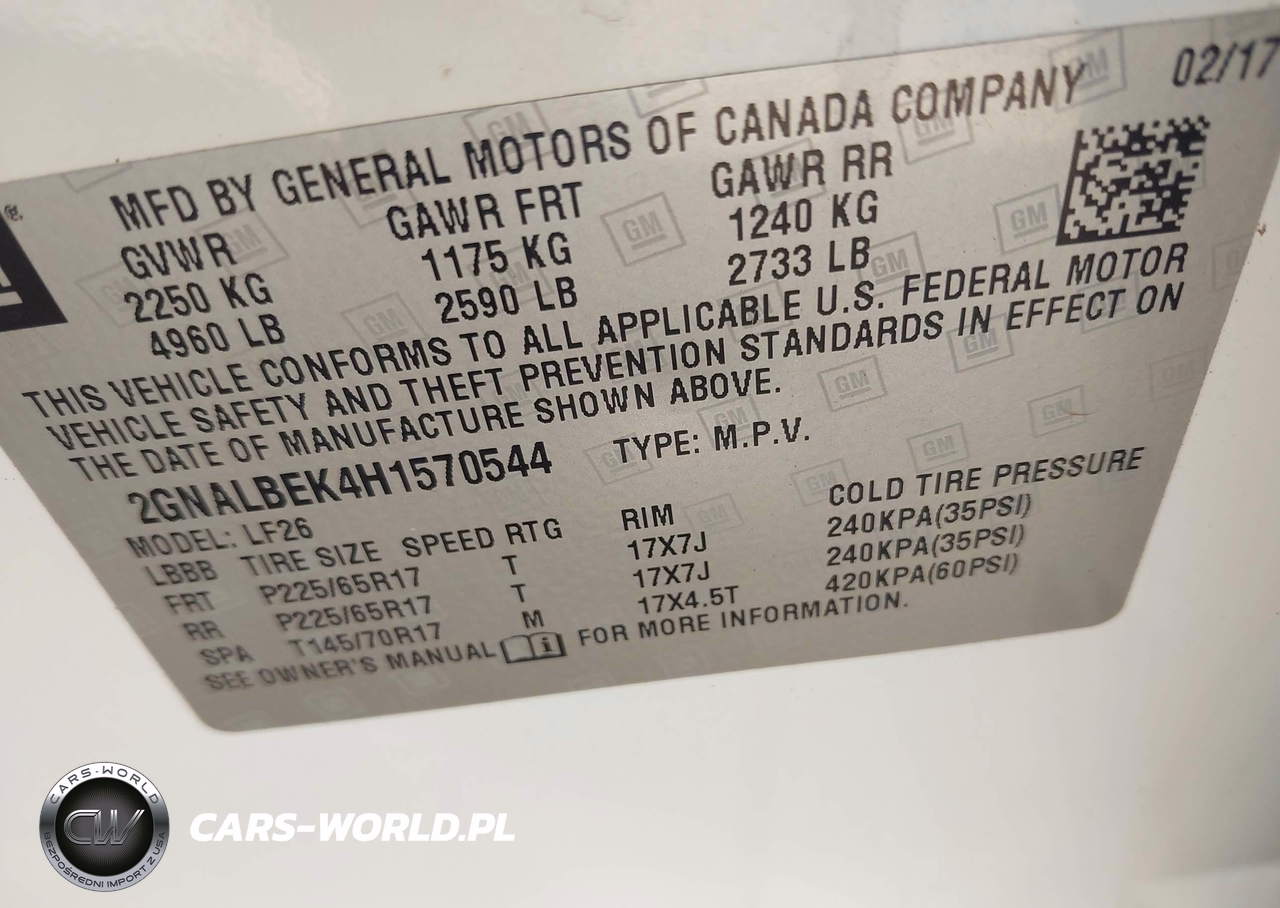 02/17
MFD BY GENERAL MOTORS OF CANADA COMPANY
GVWR GAWR FRT GAWR RR
2250 KG 1175 KG 1240 KG
4960 LB 2590 LB 2733 LB
THIS VEHICLE CONFORMS TO ALL APPLICABLE U.S. FEDERAL MOTOR
VEHICLE SAFETY AND THEFT PREVENTION STANDARDS IN EFFECT ON
THE DATE OF MANUFACTURE SHOWN ABOVE.
2GNALBEK4H1570544 TYPE: M.P.V.
MODEL: LF26
LBBB TIRE SIZE SPEED RTG RIM COLD TIRE PRESSURE
FRT P225/65R17 T 17X7J 240KPA(35PSI)
RR P225/65R17 T 17X7J 240KPA(35PSI)
SPA T145/70R17 M 17X4.5T 420KPA(60PSI)
SEE OWNER'S MANUAL FOR MORE INFORMATION.
CARS-WORLD
CW
BEZPOŚREDNI IMPORT Z USA
CARS-WORLD.PL